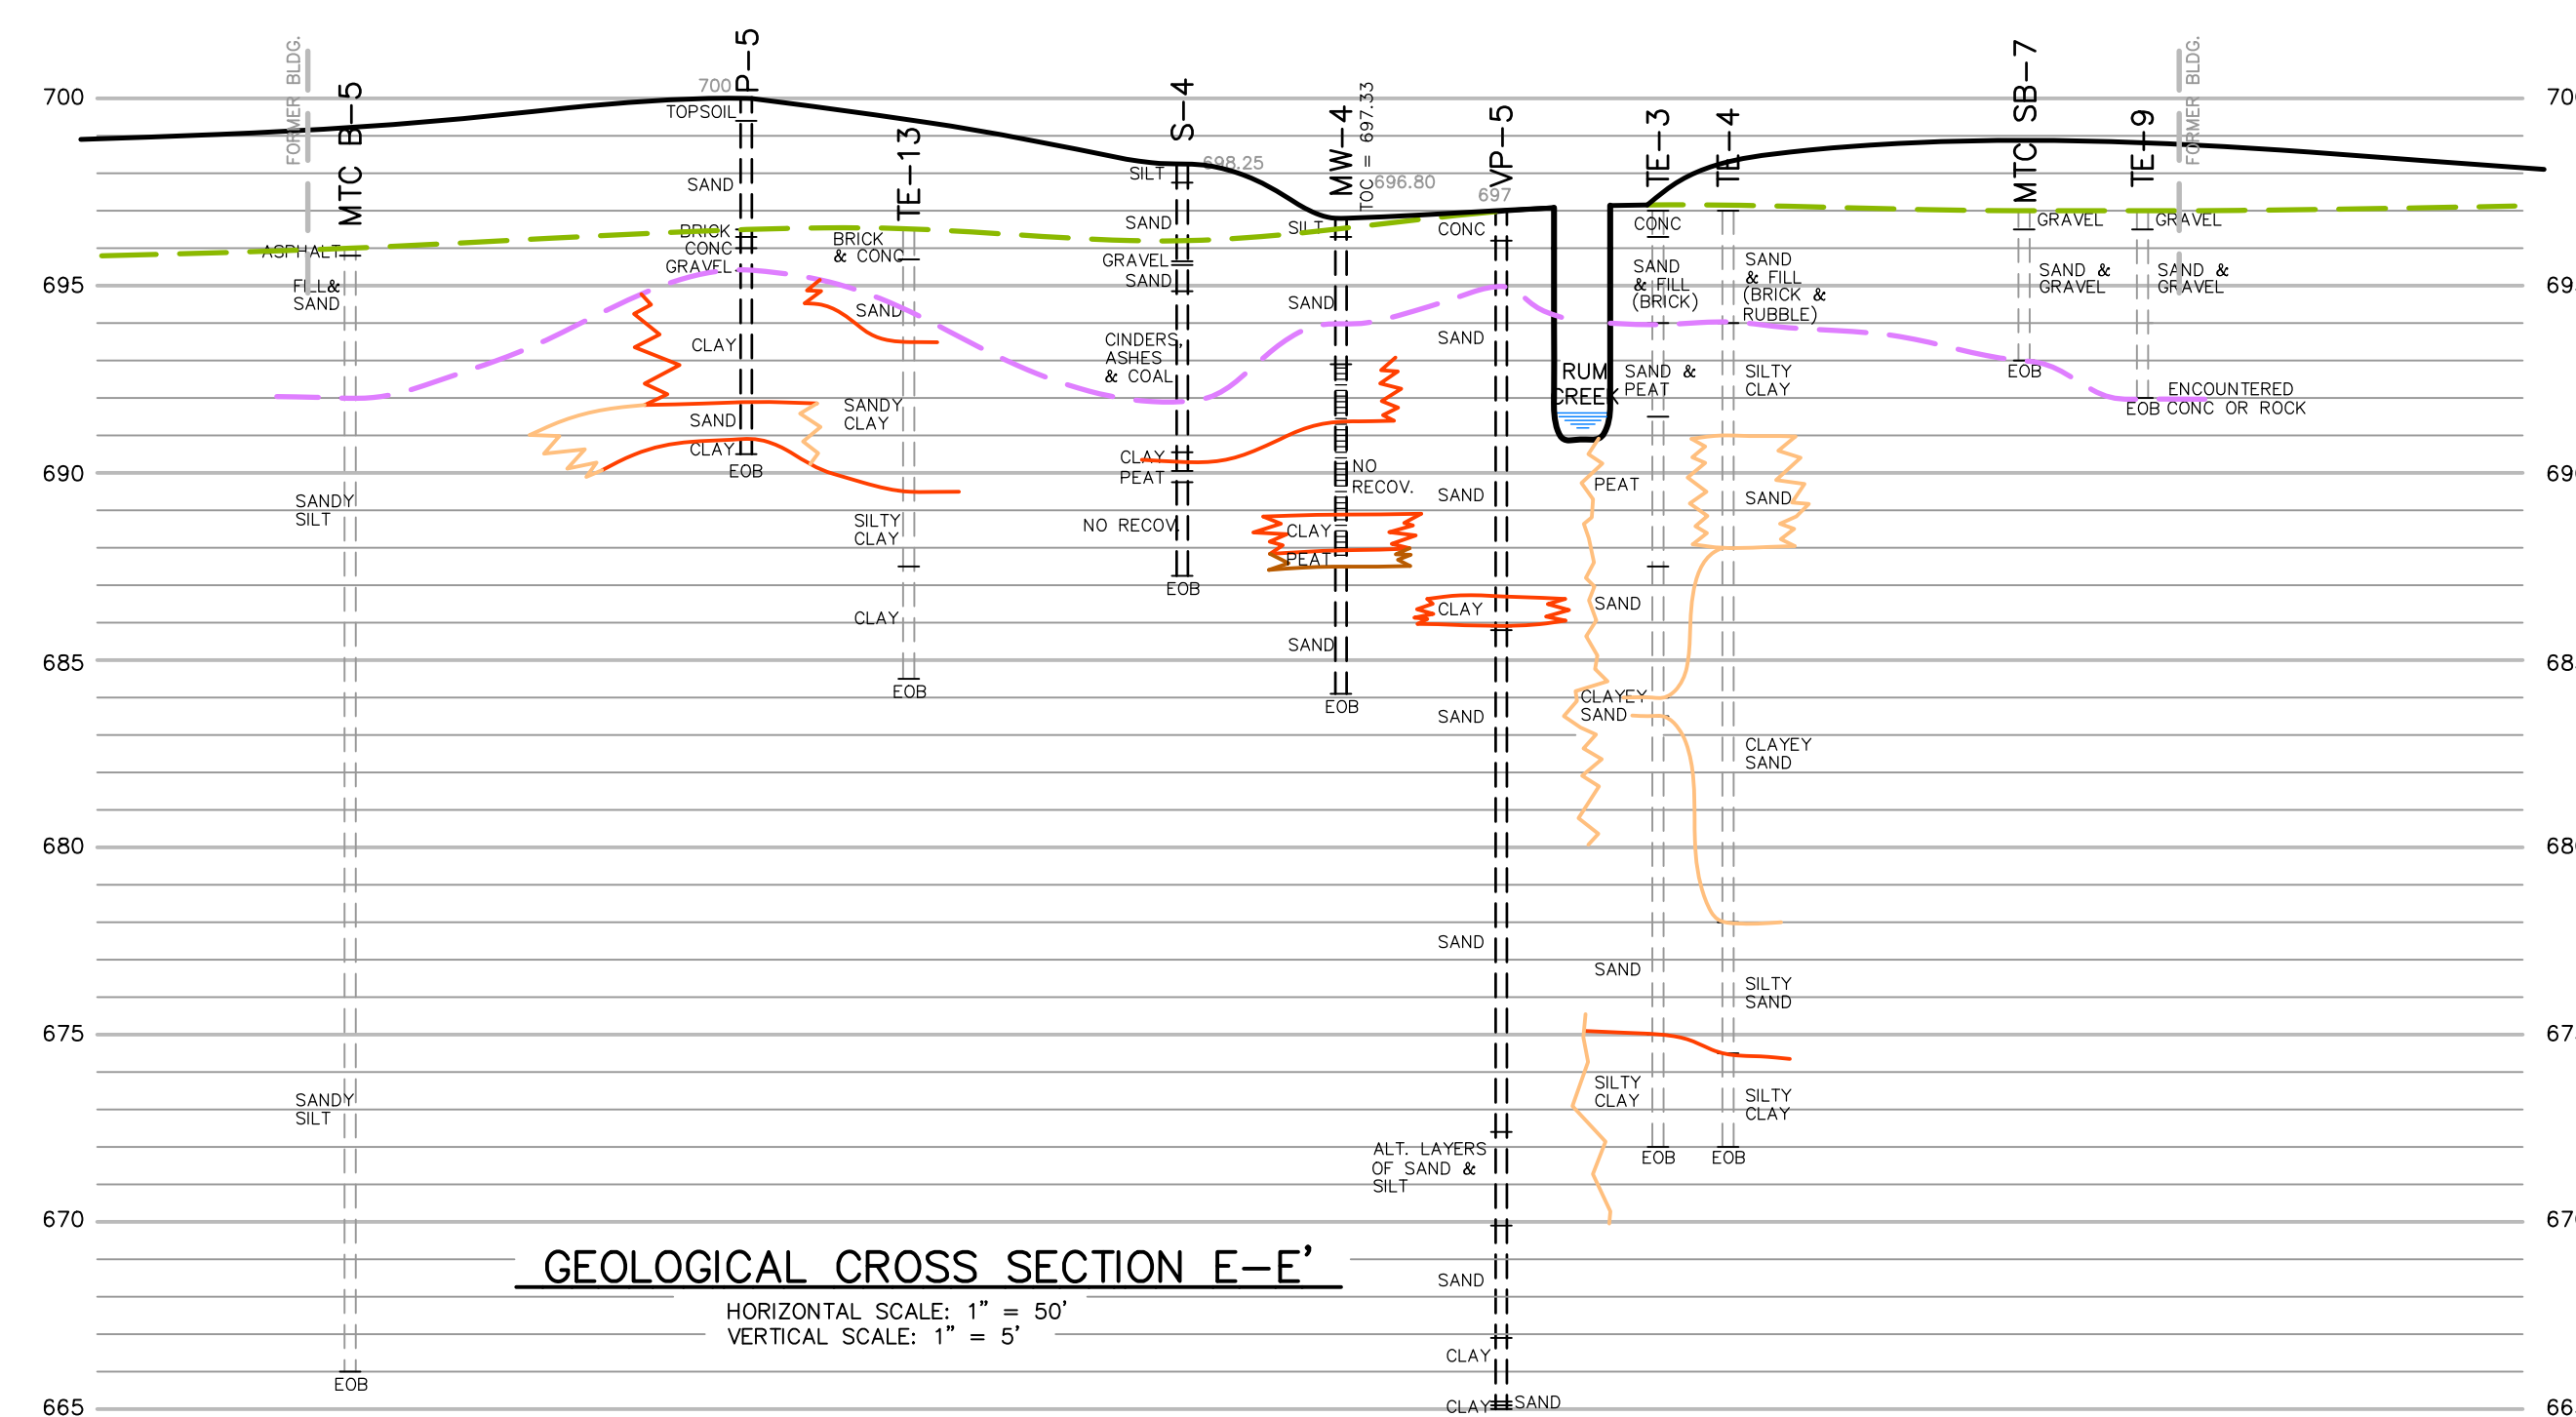 FORMER BLDG.
MTC B-5
P-5
TE-13
S-4
MW-4
TOC = 697.33
VP-5
TE-3
TE-4
MTC SB-7
TE-9
FORMER BLDG.
700
700
698.25
696.80
697
700
695
690
685
680
675
670
665
ASPHALT
FILL&
SAND
SANDY
SILT
SANDY
SILT
EOB
TOPSOIL
SAND
BRICK
CONC
GRAVEL
CLAY
SAND
CLAY
EOB
BRICK
& CONC
SAND
SANDY
CLAY
SILTY
CLAY
CLAY
EOB
SILT
SAND
GRAVEL
SAND
CINDERS,
ASHES
& COAL
CLAY
PEAT
NO RECOV.
EOB
SILT
SAND
NO
RECOV.
CLAY
PEAT
SAND
EOB
CONC
SAND
SAND
CLAY
SAND
SAND
ALT. LAYERS
OF SAND &
SILT
SAND
CLAY
CLAY
SAND
RUM
CREEK
CONC
SAND
& FILL
(BRICK)
SAND &
PEAT
PEAT
SAND
CLAYEY
SAND
SAND
SILTY
CLAY
EOB
SAND
& FILL
(BRICK &
RUBBLE)
SILTY
CLAY
SAND
CLAYEY
SAND
SILTY
SAND
SILTY
CLAY
EOB
GRAVEL
SAND &
GRAVEL
EOB
GRAVEL
SAND &
GRAVEL
EOB
ENCOUNTERED
CONC OR ROCK
GEOLOGICAL CROSS SECTION E-E'
HORIZONTAL SCALE: 1" = 50'
VERTICAL SCALE: 1" = 5'